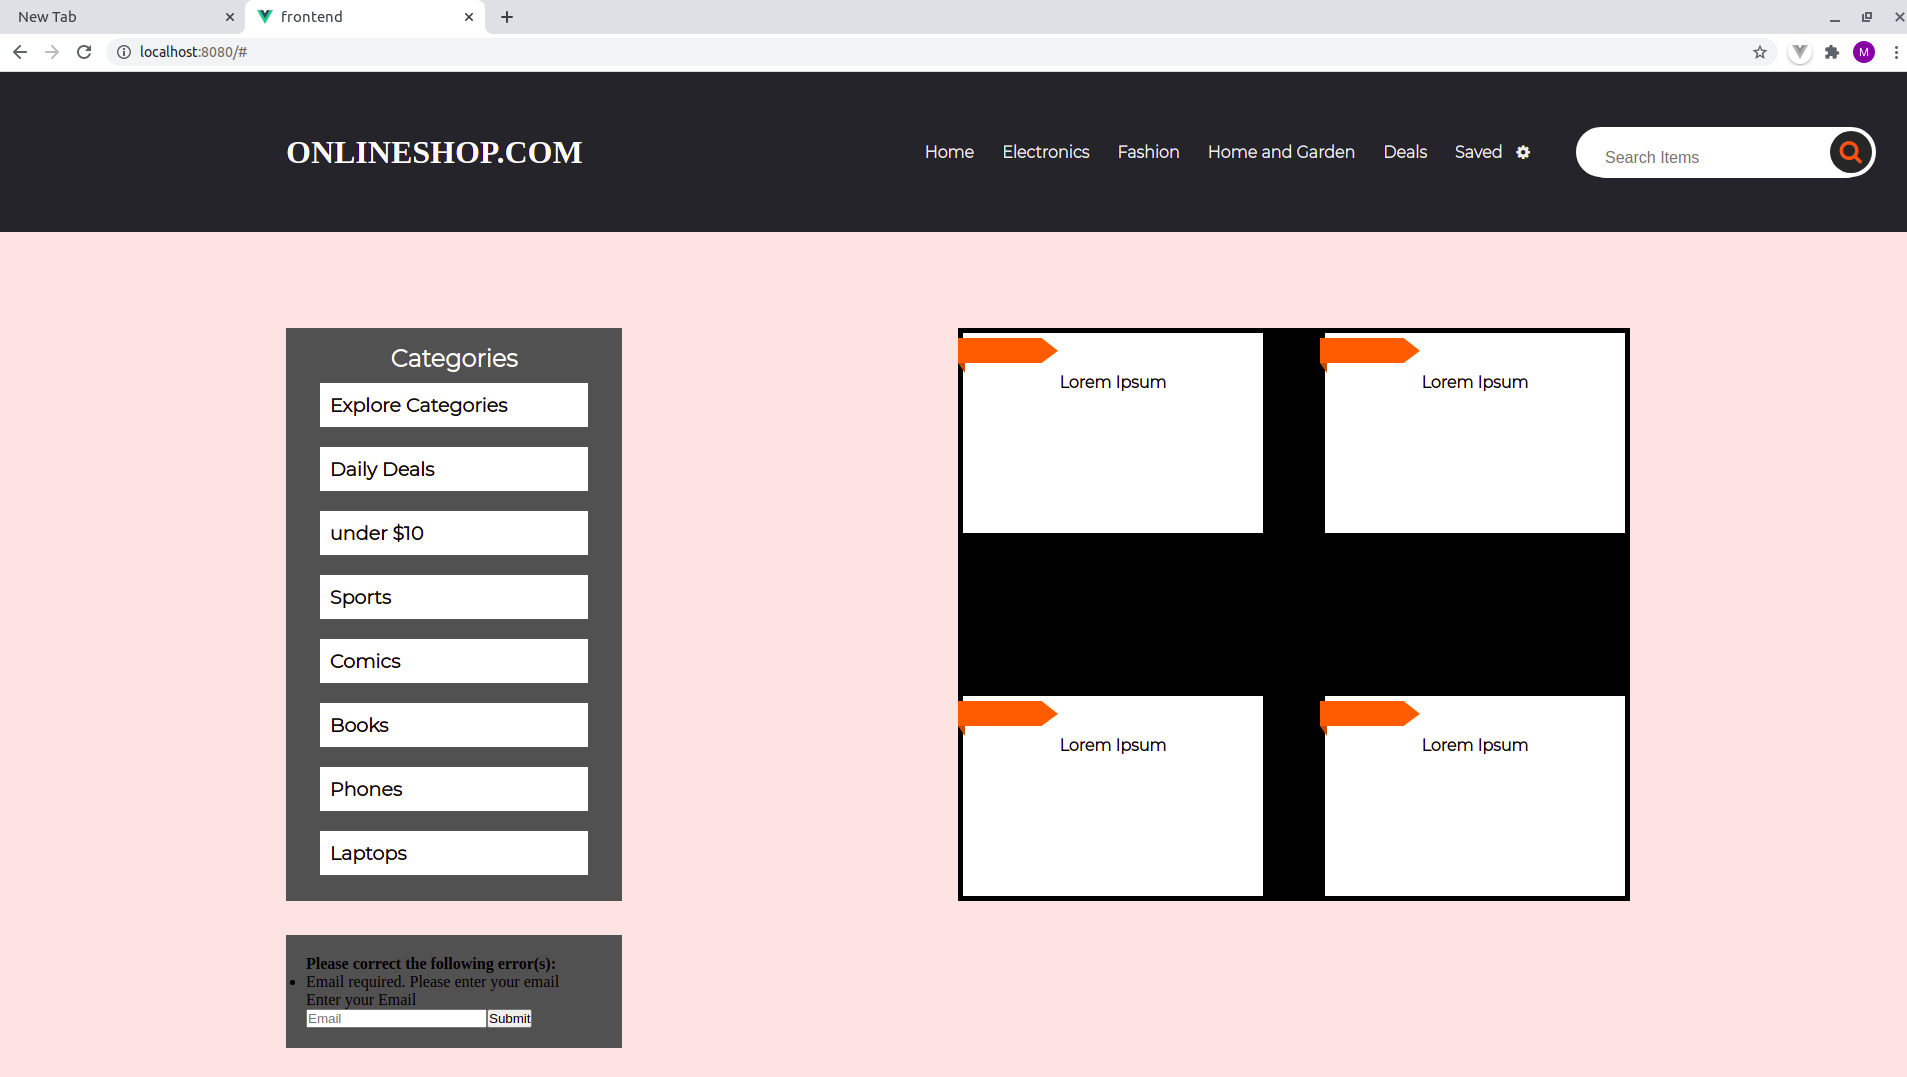 New Tab
frontend
localhost:8080/#
M
ONLINESHOP.COM
Home Electronics Fashion Home and Garden Deals Saved
Search Items
Categories
Explore Categories
Daily Deals
under $10
Sports
Comics
Books
Phones
Laptops
Lorem Ipsum Lorem Ipsum
Lorem Ipsum Lorem Ipsum
Please correct the following error(s):
Email required. Please enter your email
Enter your Email
Email Submit